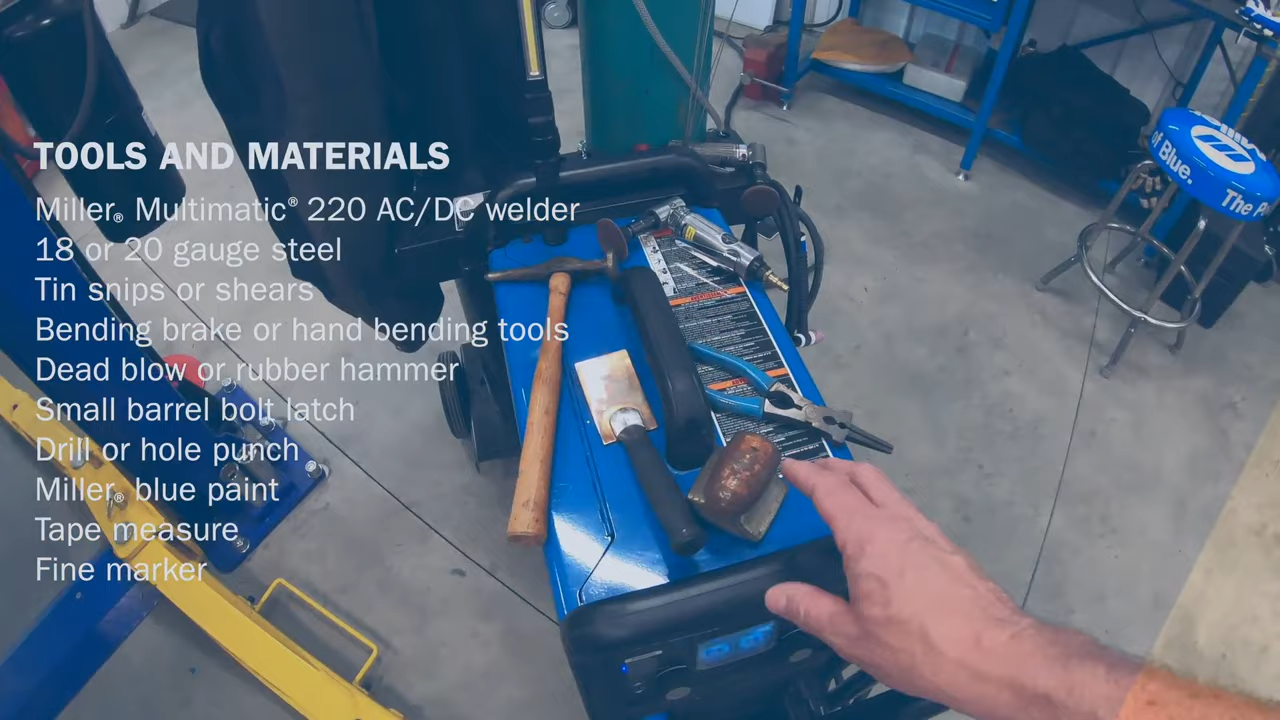 TOOLS AND MATERIALS
Miller® Multimatic® 220 AC/DC welder
18 or 20 gauge steel
Tin snips or shears
Bending brake or hand bending tools
Dead blow or rubber hammer
Small barrel bolt latch
Drill or hole punch
Miller® blue paint
Tape measure
Fine marker
of Blue.
The